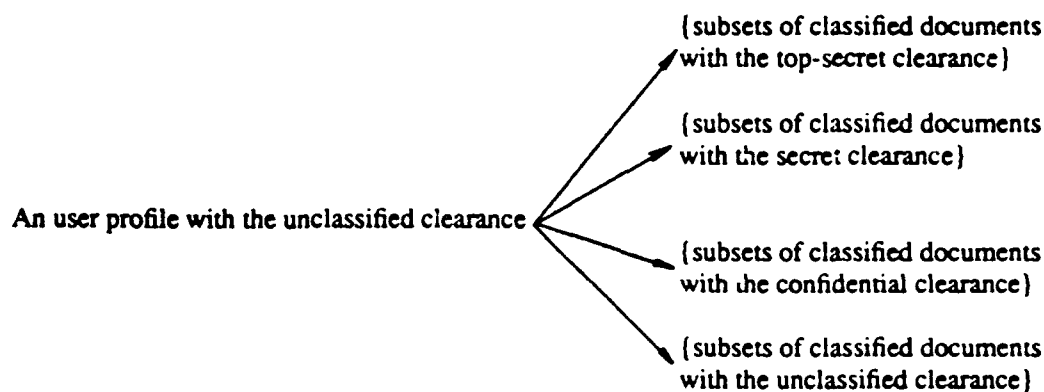 {subsets of classified documents
with the top-secret clearance}
{subsets of classified documents
with the secret clearance}
An user profile with the unclassified clearance
{subsets of classified documents
with the confidential clearance}
{subsets of classified documents
with the unclassified clearance}